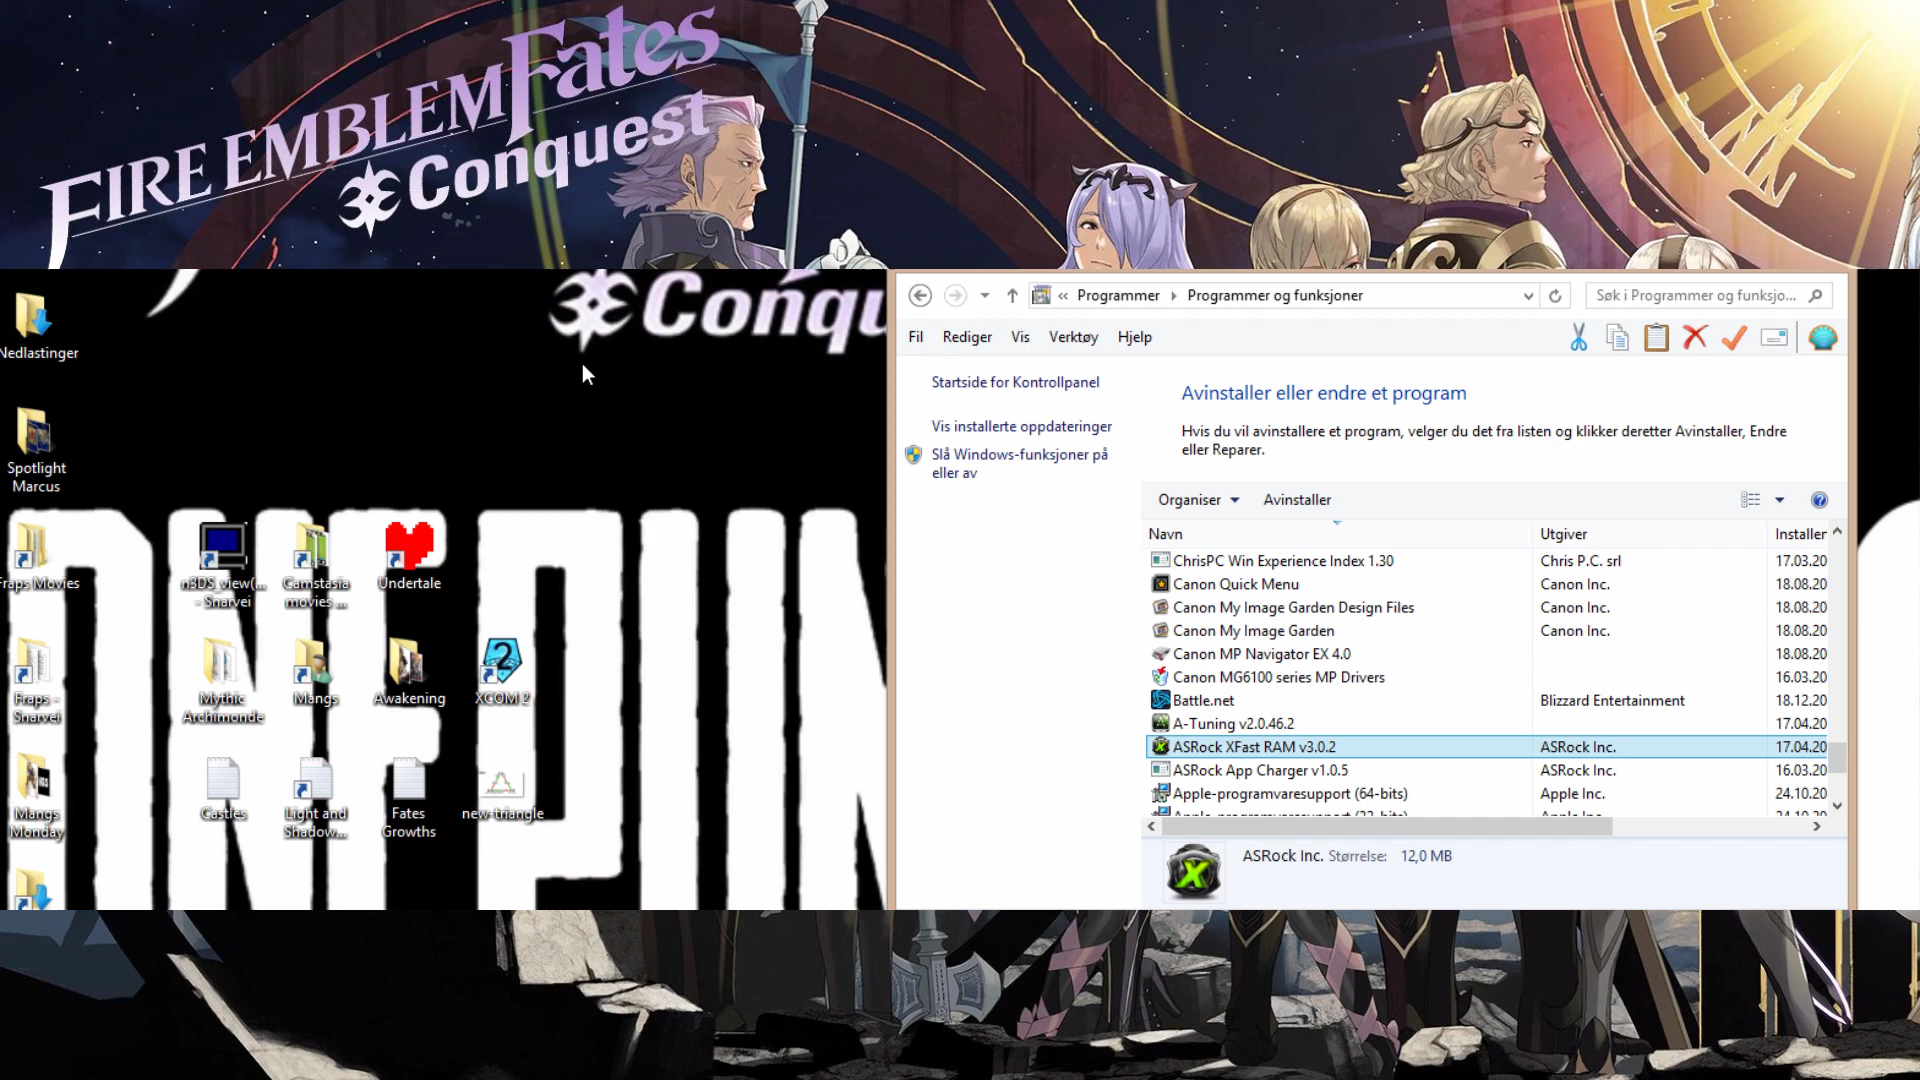 FIRE EMBLEM Fates
Conquest
Conqu
Nedlastinger
Spotlight
Marcus
Fraps Movies
n3DS_view(...
- Snarvei
Camstasia
movies ...
Undertale
Fraps -
Snarvei
Mythic
Archimonde
Mangs
Awakening
XCOM 2
Mangs
Monday
Castles
Light and
Shadow...
Fates
Growths
new-triangle
« Programmer Programmer og funksjoner
Søk i Programmer og funksjo...
Fil Rediger Vis Verktøy Hjelp
Startside for Kontrollpanel
Vis installerte oppdateringer
Slå Windows-funksjoner på
eller av
Avinstaller eller endre et program
Hvis du vil avinstallere et program, velger du det fra listen og klikker deretter Avinstaller, Endre
eller Reparer.
Organiser Avinstaller
Navn Utgiver Installer
ChrisPC Win Experience Index 1.30 Chris P.C. srl 17.03.20
Canon Quick Menu Canon Inc. 18.08.20
Canon My Image Garden Design Files Canon Inc. 18.08.20
Canon My Image Garden Canon Inc. 18.08.20
Canon MP Navigator EX 4.0 18.08.20
Canon MG6100 series MP Drivers 16.03.20
Battle.net Blizzard Entertainment 18.12.20
A-Tuning v2.0.46.2 17.04.20
ASRock XFast RAM v3.0.2 ASRock Inc. 17.04.20
ASRock App Charger v1.0.5 ASRock Inc. 16.03.20
Apple-programvaresupport (64-bits) Apple Inc. 24.10.20
ASRock Inc. Størrelse: 12,0 MB